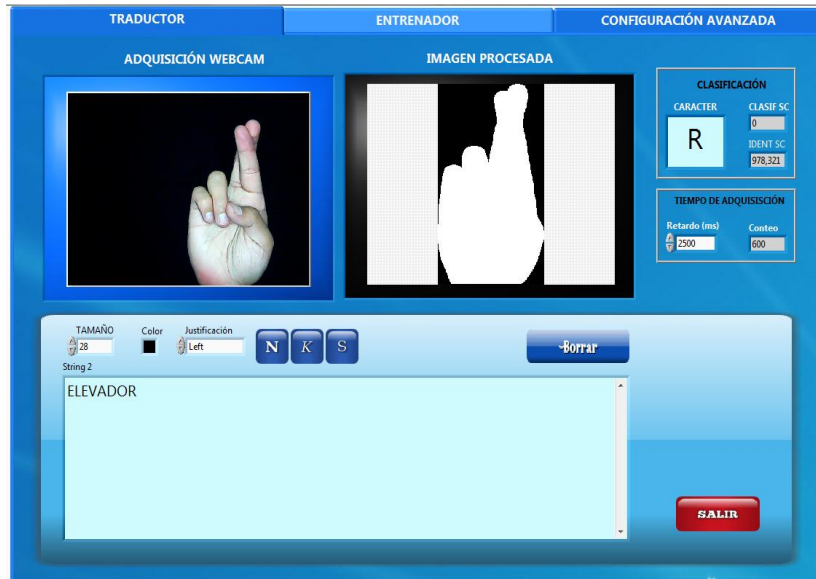 TRADUCTOR
ENTRENADOR
CONFIGURACIÓN AVANZADA
ADQUISICIÓN WEBCAM
IMAGEN PROCESADA
CLASIFICACIÓN
CARACTER
CLASIF SC
R
0
IDENT SC
978,321
TIEMPO DE ADQUISISCIÓN
Retardo (ms)
Conteo
2500
600
TAMAÑO
Color
Justificación
28
Left
N
K
S
Borrar
String 2
ELEVADOR
SALIR